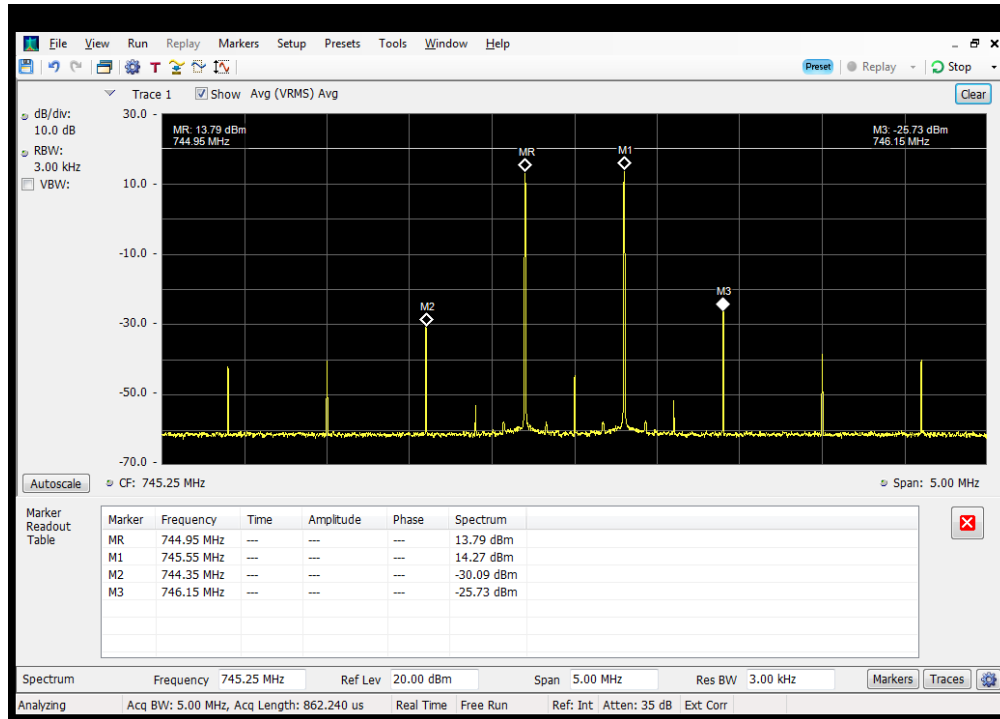 File View Run Replay Markers Setup Presets Tools Window Help
T Preset Replay Stop
Trace 1 Show Avg (VRMS) Avg Clear
dB/div:
10.0 dB
RBW:
3.00 kHz
VBW:
30.0
10.0
-10.0
-30.0
-50.0
-70.0
MR: 13.79 dBm
744.95 MHz
M3: -25.73 dBm
746.15 MHz
MR
M1
M2
M3
Autoscale CF: 745.25 MHz Span: 5.00 MHz
Marker
Readout
Table
Marker Frequency Time Amplitude Phase Spectrum
MR 744.95 MHz --- --- --- 13.79 dBm
M1 745.55 MHz --- --- --- 14.27 dBm
M2 744.35 MHz --- --- --- -30.09 dBm
M3 746.15 MHz --- --- --- -25.73 dBm
Spectrum Frequency 745.25 MHz Ref Lev 20.00 dBm Span 5.00 MHz Res BW 3.00 kHz Markers Traces
Analyzing Acq BW: 5.00 MHz, Acq Length: 862.240 us Real Time Free Run Ref: Int Atten: 35 dB Ext Corr